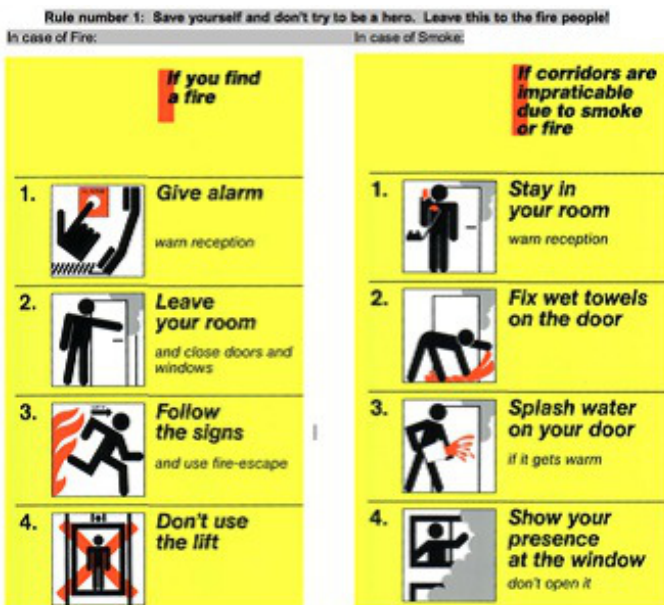 Rule number 1: Save yourself and don't try to be a hero. Leave this to the fire people!
In case of Fire:
In case of Smoke:
If you find
a fire
1.
Give alarm
warn reception
2.
Leave
your room
and close doors and
windows
3.
Follow
the signs
and use fire-escape
4.
Don't use
the lift
If corridors are
impraticable
due to smoke
or fire
1.
Stay in
your room
warn reception
2.
Fix wet towels
on the door
3.
Splash water
on your door
if it gets warm
4.
Show your
presence
at the window
don't open it